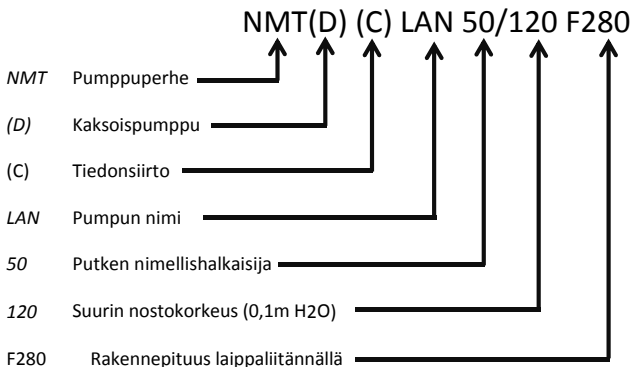 NMT(D) (C) LAN 50/120 F280
NMT Pumppuperhe
(D) Kaksoispumppu
(C) Tiedonsiirto
LAN Pumpun nimi
50 Putken nimellishalkaisija
120 Suurin nostokorkeus (0,1m H2O)
F280 Rakennepituus laippaliitännällä